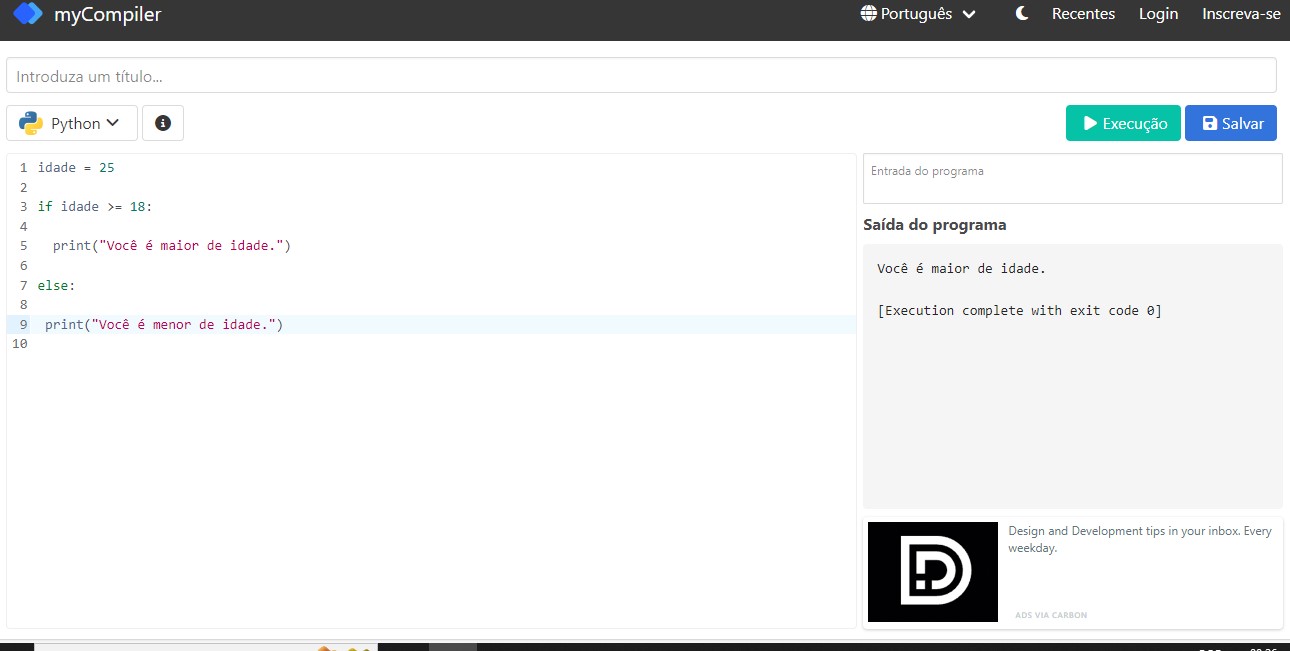 myCompiler
Português
Recentes
Login
Inscreva-se
Introduza um título...
Python
Execução
Salvar
1 idade = 25
2
3 if idade >= 18:
4
5 print("Você é maior de idade.")
6
7 else:
8
9 print("Você é menor de idade.")
10
Entrada do programa
Saída do programa
Você é maior de idade.
[Execution complete with exit code 0]
Design and Development tips in your inbox. Every
weekday.
ADS VIA CARBON